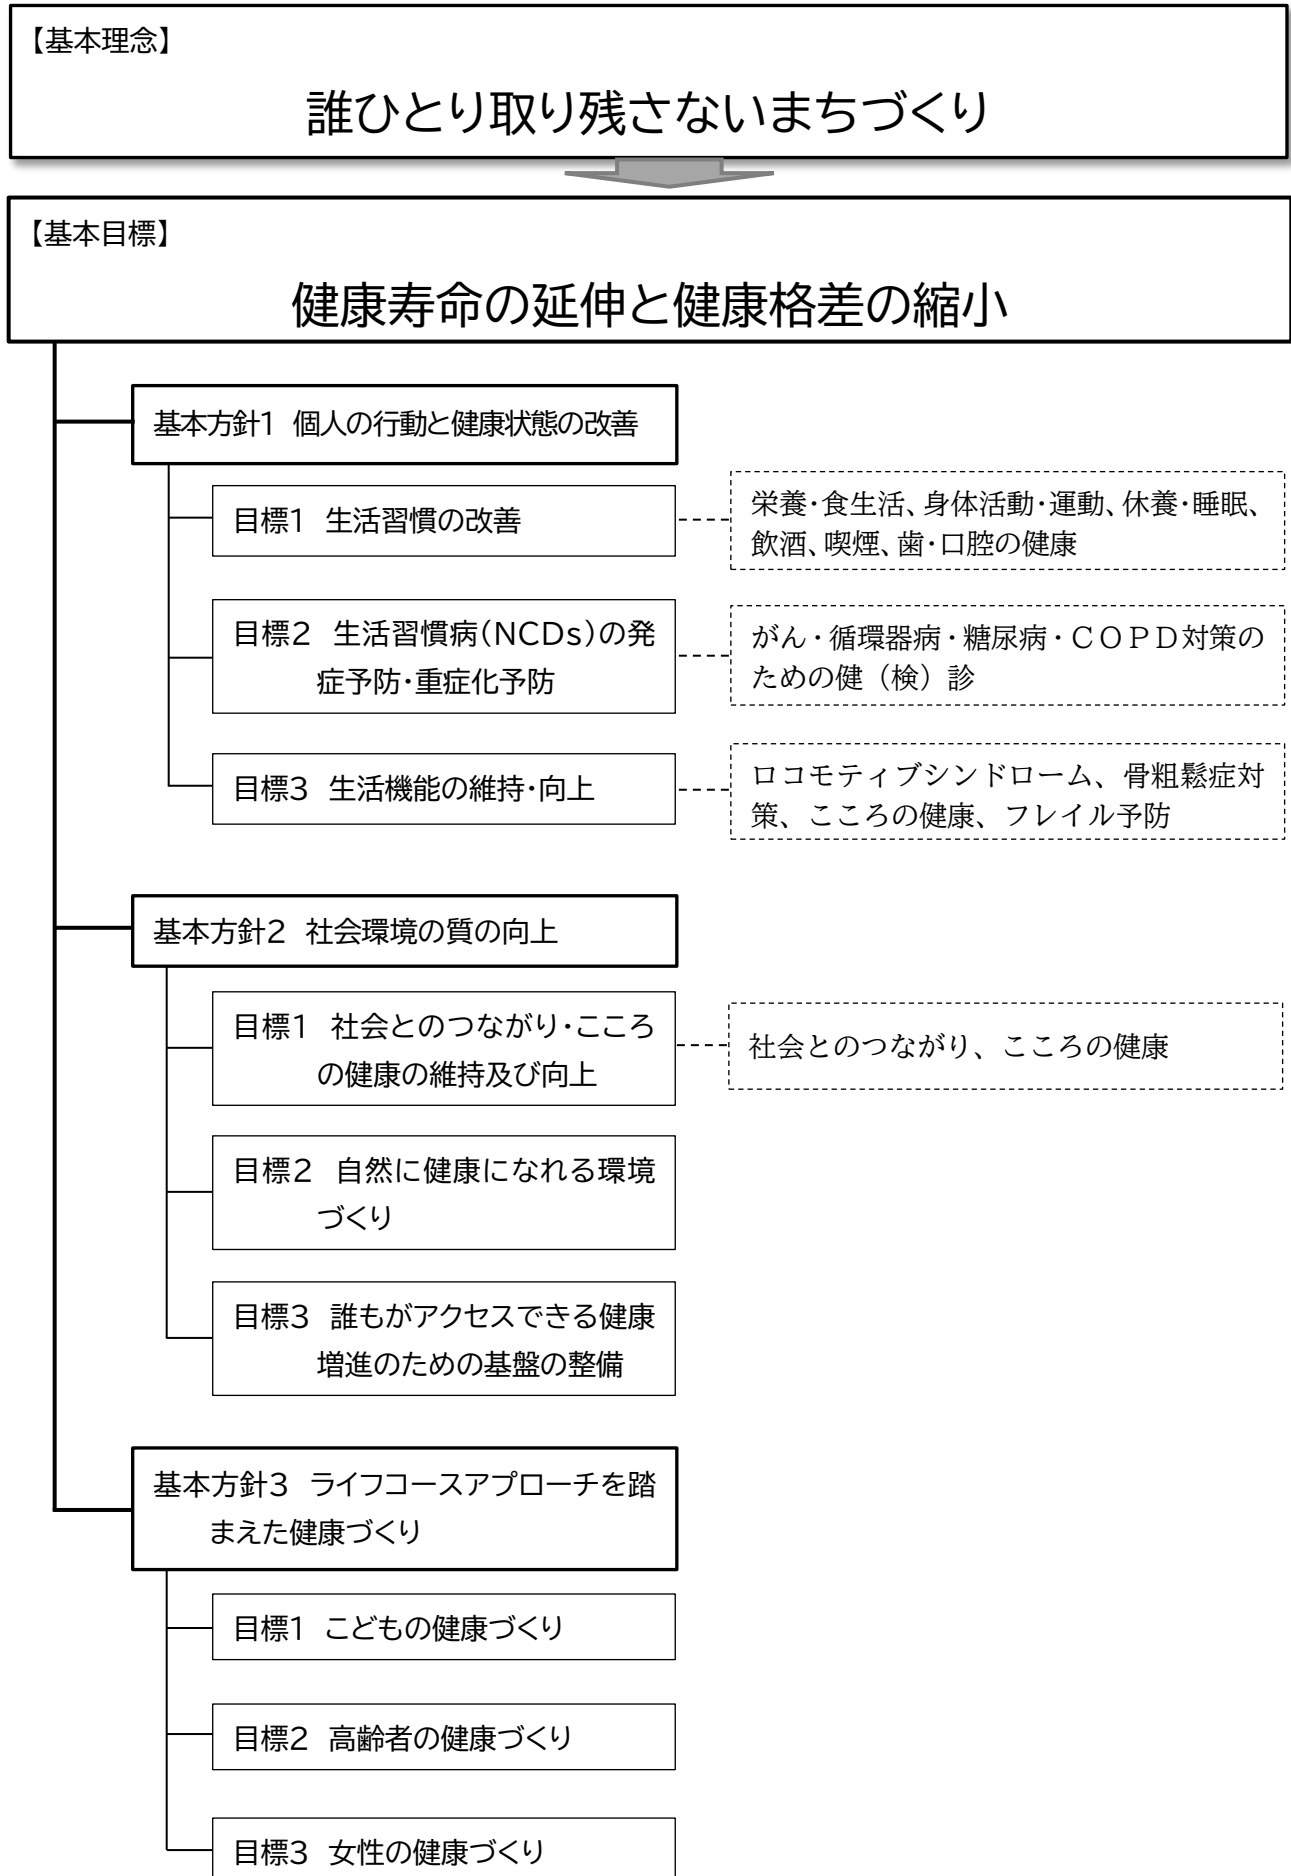 【基本理念】
誰ひとり取り残さないまちづくり
【基本目標】
健康寿命の延伸と健康格差の縮小
基本方針1 個人の行動と健康状態の改善
目標1 生活習慣の改善
栄養・食生活、身体活動・運動、休養・睡眠、
飲酒、喫煙、歯・口腔の健康
目標2 生活習慣病(NCDs)の発
症予防・重症化予防
がん・循環器病・糖尿病・ＣＯＰＤ対策の
ための健（検）診
目標3 生活機能の維持・向上
ロコモティブシンドローム、骨粗鬆症対
策、こころの健康、フレイル予防
基本方針2 社会環境の質の向上
目標1 社会とのつながり・こころ
の健康の維持及び向上
社会とのつながり、こころの健康
目標2 自然に健康になれる環境
づくり
目標3 誰もがアクセスできる健康
増進のための基盤の整備
基本方針3 ライフコースアプローチを踏
まえた健康づくり
目標1 こどもの健康づくり
目標2 高齢者の健康づくり
目標3 女性の健康づくり